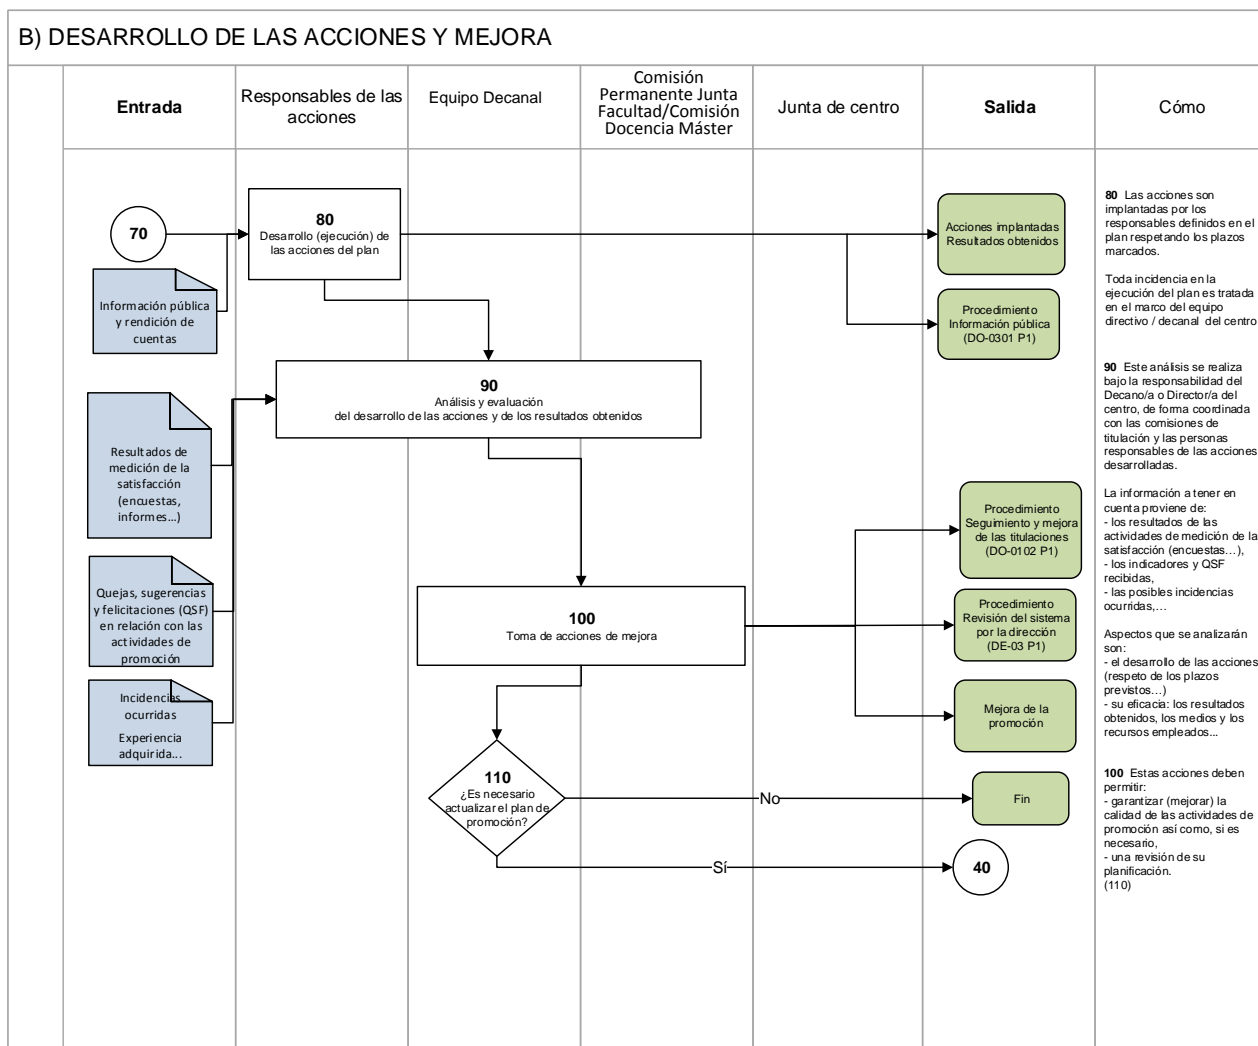 B) DESARROLLO DE LAS ACCIONES Y MEJORA
Entrada
Responsables de las
acciones
Equipo Decanal
Comisión
Permanente Junta
Facultad/Comisión
Docencia Máster
Junta de centro
Salida
Cómo
70
Información pública
y rendición de
cuentas
80
Desarrollo (ejecución) de
las acciones del plan
Acciones implantadas
Resultados obtenidos
Procedimiento
Información pública
(DO-0301 P1)
90
Análisis y evaluación
del desarrollo de las acciones y de los resultados obtenidos
Resultados de
medición de la
satisfacción
(encuestas,
informes...)
Quejas, sugerencias
y felicitaciones (QSF)
en relación con las
actividades de
promoción
Incidencias
ocurridas
Experiencia
adquirida...
100
Toma de acciones de mejora
Procedimiento
Seguimiento y mejora
de las titulaciones
(DO-0102 P1)
Procedimiento
Revisión del sistema
por la dirección
(DE-03 P1)
Mejora de la
promoción
110
¿Es necesario
actualizar el plan de
promoción?
No
Fin
Sí
40
80 Las acciones son
implantadas por los
responsables definidos en el
plan respetando los plazos
marcados.
Toda incidencia en la
ejecución del plan es tratada
en el marco del equipo
directivo / decanal del centro
90 Este análisis se realiza
bajo la responsabilidad del
Decano/a o Director/a del
centro, de forma coordinada
con las comisiones de
titulación y las personas
responsables de las acciones
desarrolladas.
La información a tener en
cuenta proviene de:
- los resultados de las
actividades de medición de la
satisfacción (encuestas...),
- los indicadores y QSF
recibidas,
- las posibles incidencias
ocurridas,...
Aspectos que se analizarán
son:
- el desarrollo de las acciones
(respeto de los plazos
previstos...)
- su eficacia: los resultados
obtenidos, los medios y los
recursos empleados...
100 Estas acciones deben
permitir:
- garantizar (mejorar) la
calidad de las actividades de
promoción así como, si es
necesario,
- una revisión de su
planificación.
(110)